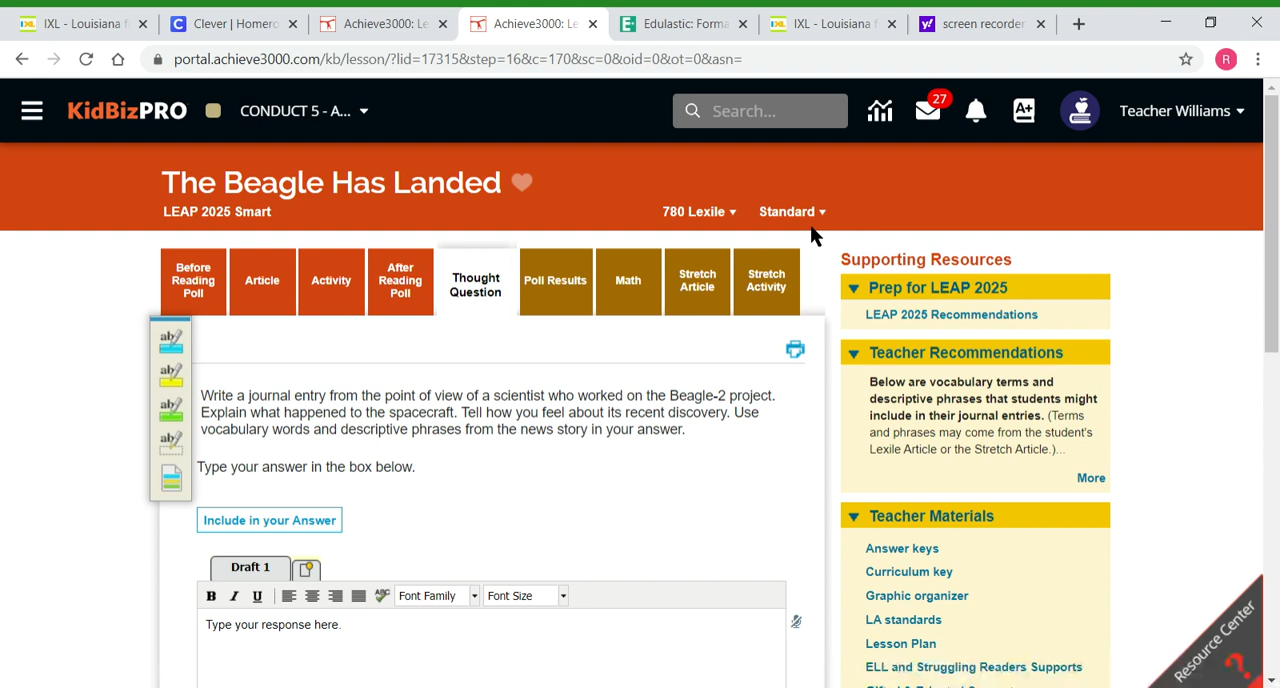 IXL - Louisiana f
Clever | Homero
Achieve3000: Le
Achieve3000: Le
Edulastic: Forma
IXL - Louisiana f
screen recorder
portal.achieve3000.com/kb/lesson/?lid=17315&step=16&c=170&sc=0&oid=0&ot=0&asn=
R
KidBizPRO
CONDUCT 5 - A...
Search...
27
A+
Teacher Williams
The Beagle Has Landed
LEAP 2025 Smart
780 Lexile
Standard
Before Reading Poll
Article
Activity
After Reading Poll
Thought Question
Poll Results
Math
Stretch Article
Stretch Activity
Write a journal entry from the point of view of a scientist who worked on the Beagle-2 project.
Explain what happened to the spacecraft. Tell how you feel about its recent discovery. Use
vocabulary words and descriptive phrases from the news story in your answer.
Type your answer in the box below.
Include in your Answer
Draft 1
B I U
ABC
Font Family
Font Size
Type your response here.
Supporting Resources
Prep for LEAP 2025
LEAP 2025 Recommendations
Teacher Recommendations
Below are vocabulary terms and
descriptive phrases that students might
include in their journal entries. (Terms
and phrases may come from the student's
Lexile Article or the Stretch Article.)...
More
Teacher Materials
Answer keys
Curriculum key
Graphic organizer
LA standards
Lesson Plan
ELL and Struggling Readers Supports
Resource Center
?